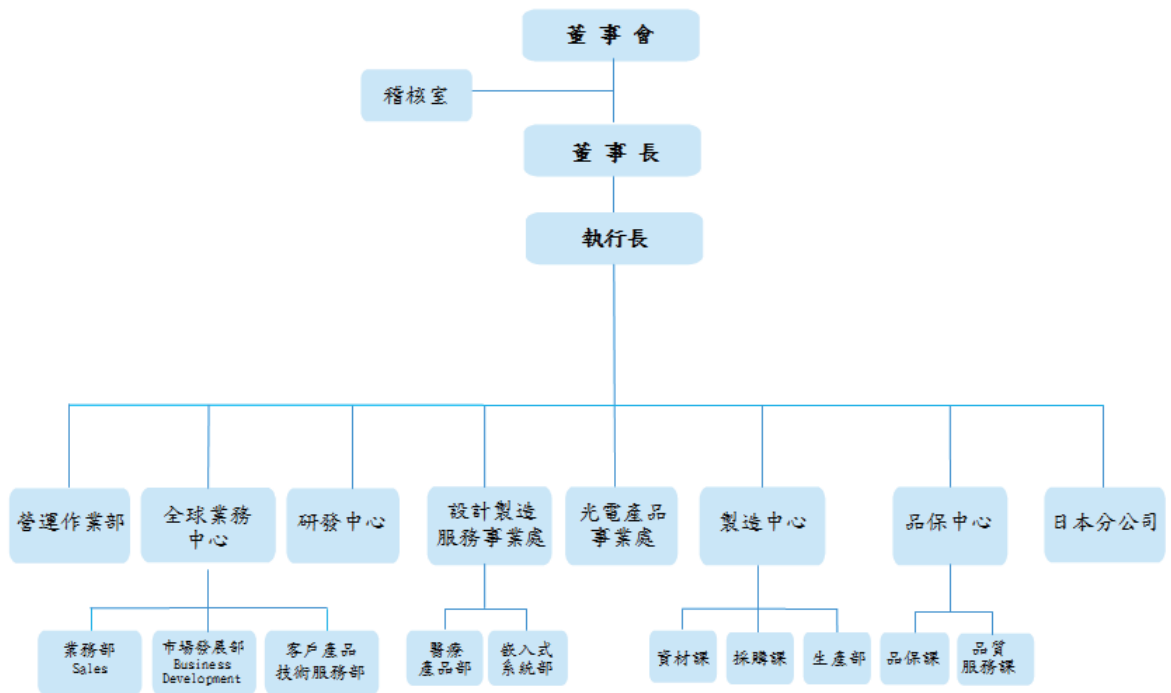 董 事 會
稽核室
董 事 長
執行長
營運作業部
全球業務
中心
研發中心
設計製造
服務事業處
光電產品
事業處
製造中心
品保中心
日本分公司
業務部
Sales
市場發展部
Business
Development
客戶產品
技術服務部
醫療
產品部
嵌入式
系統部
資材課
採購課
生產部
品保課
品質
服務課